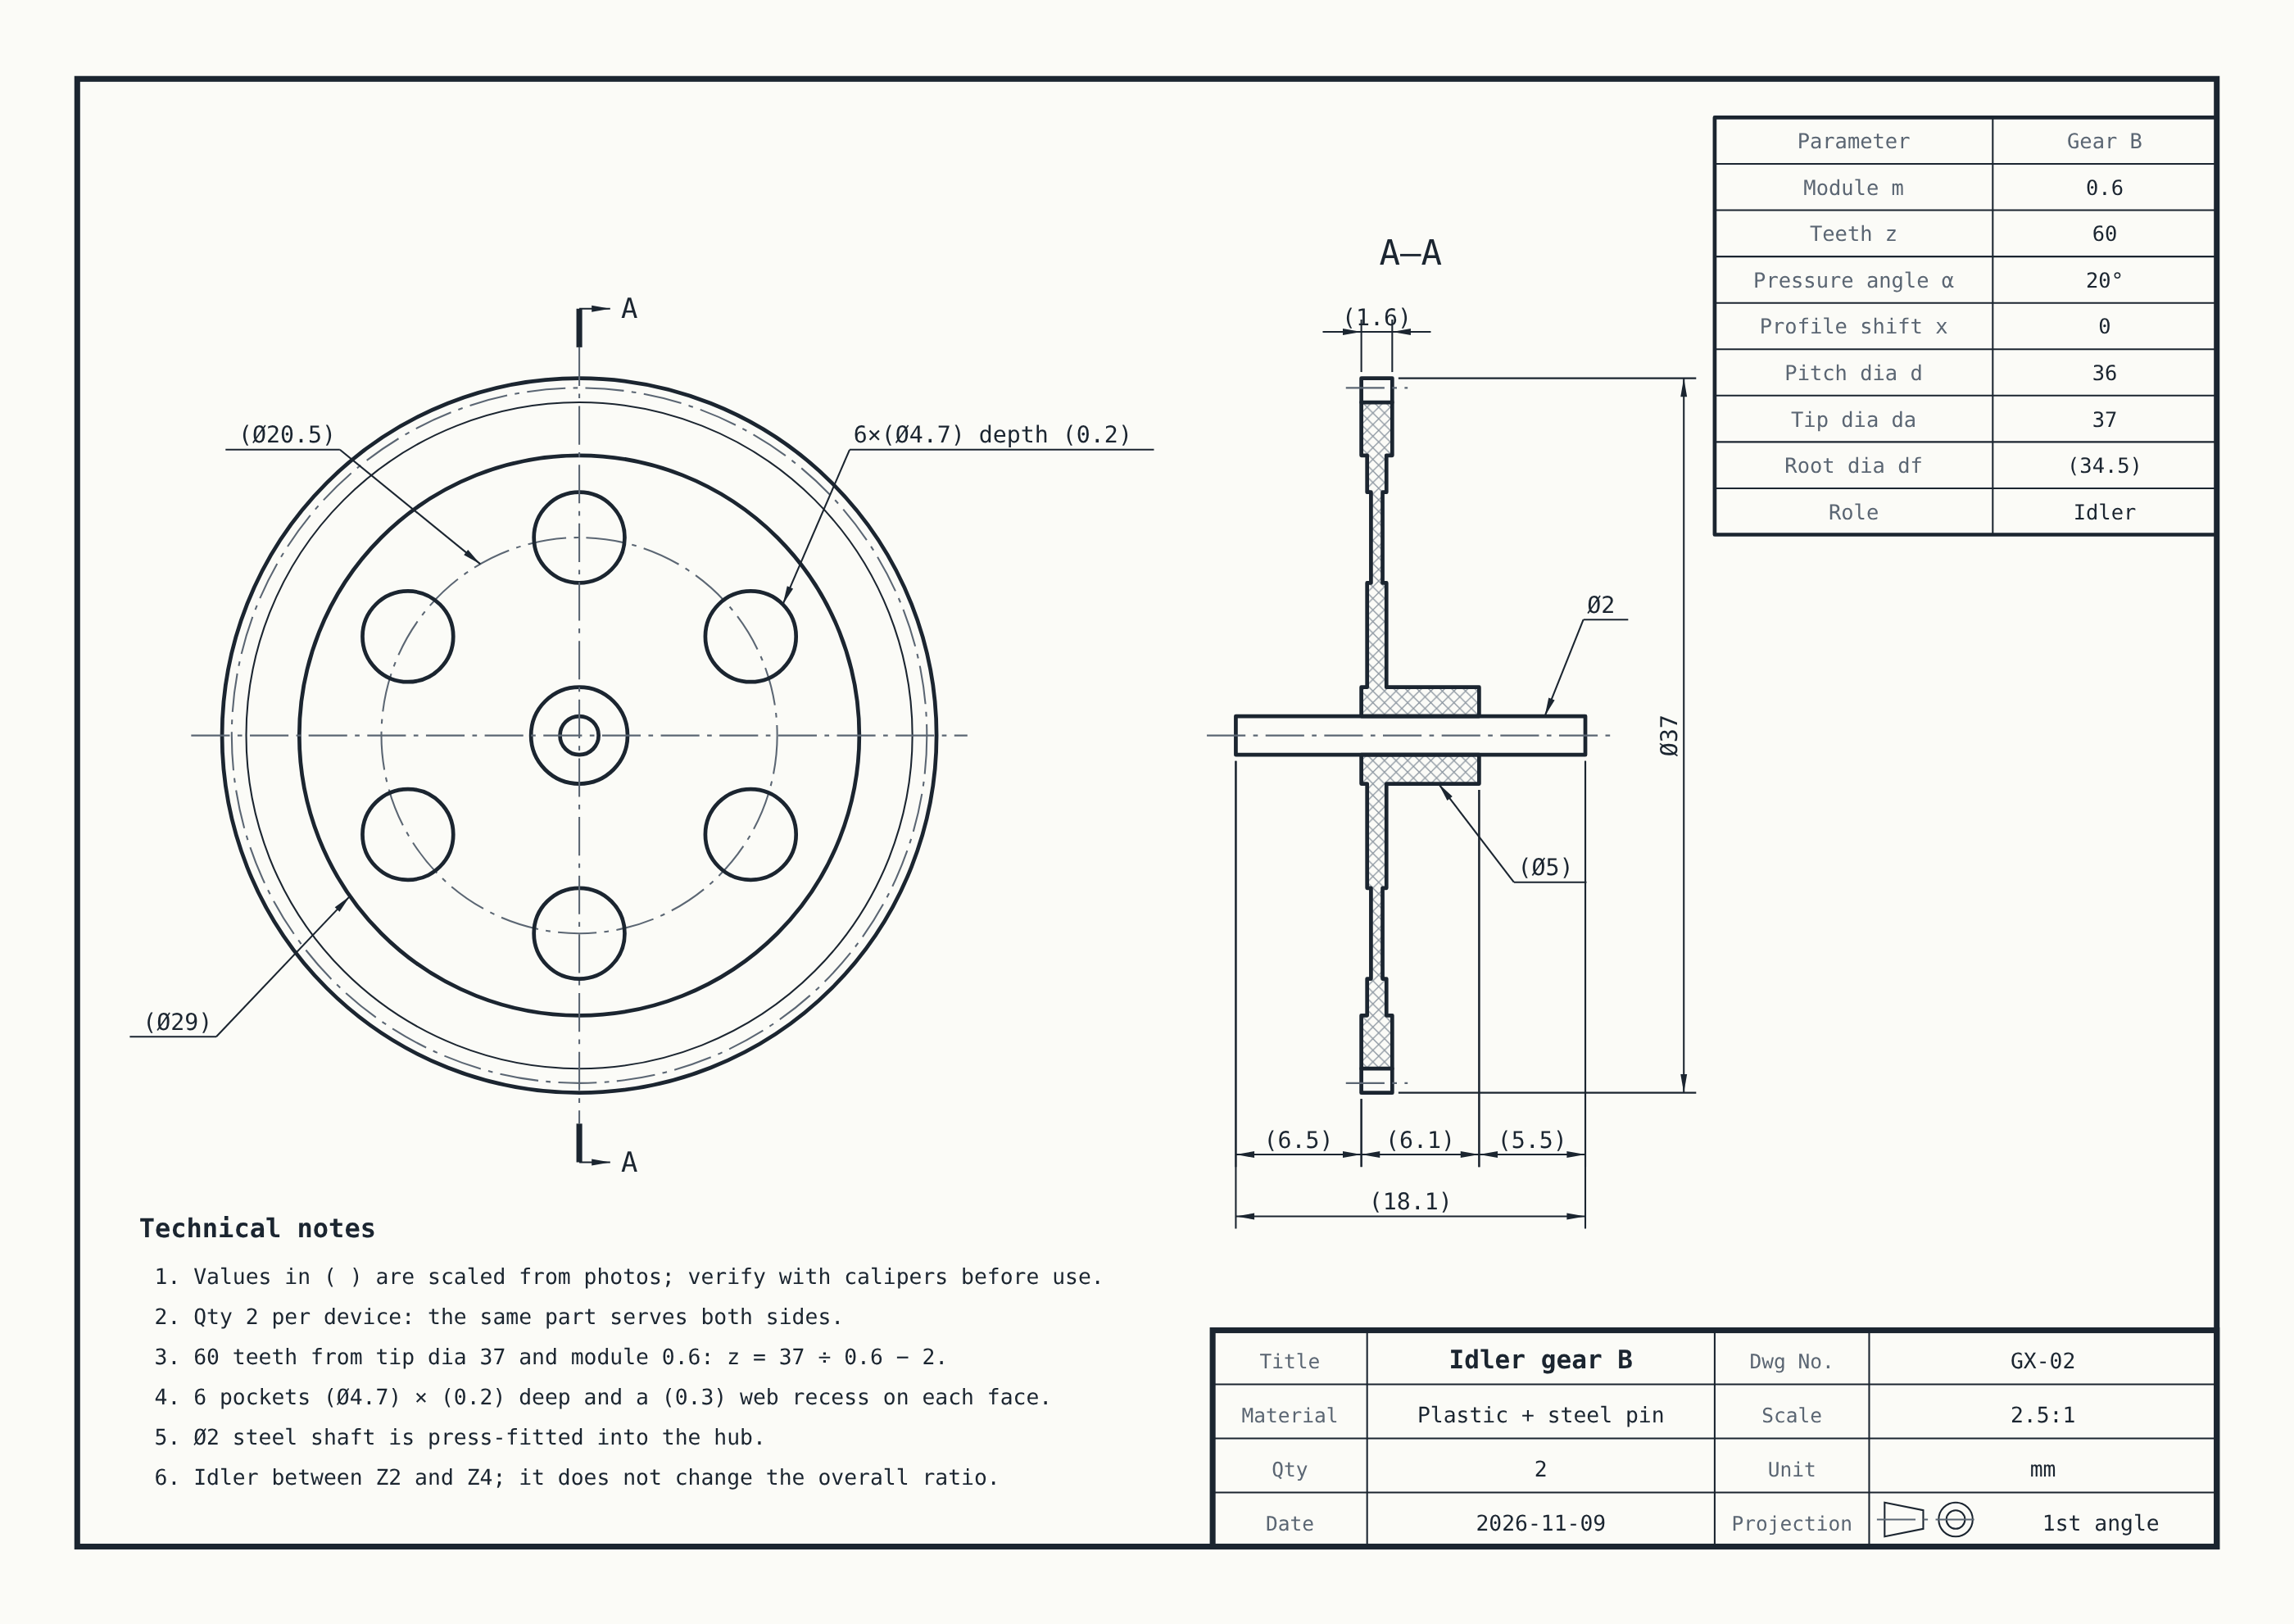 Parameter Gear B
Module m 0.6
Teeth z 60
Pressure angle α 20°
Profile shift x 0
Pitch dia d 36
Tip dia da 37
Root dia df (34.5)
Role Idler
A
(Ø20.5)
6×(Ø4.7) depth (0.2)
(Ø29)
A
A—A
(1.6)
Ø2
Ø37
(Ø5)
(6.5) (6.1) (5.5)
(18.1)
Technical notes
1. Values in ( ) are scaled from photos; verify with calipers before use.
2. Qty 2 per device: the same part serves both sides.
3. 60 teeth from tip dia 37 and module 0.6: z = 37 ÷ 0.6 − 2.
4. 6 pockets (Ø4.7) × (0.2) deep and a (0.3) web recess on each face.
5. Ø2 steel shaft is press-fitted into the hub.
6. Idler between Z2 and Z4; it does not change the overall ratio.
Title Idler gear B Dwg No. GX-02
Material Plastic + steel pin Scale 2.5:1
Qty 2 Unit mm
Date 2026-11-09 Projection 1st angle